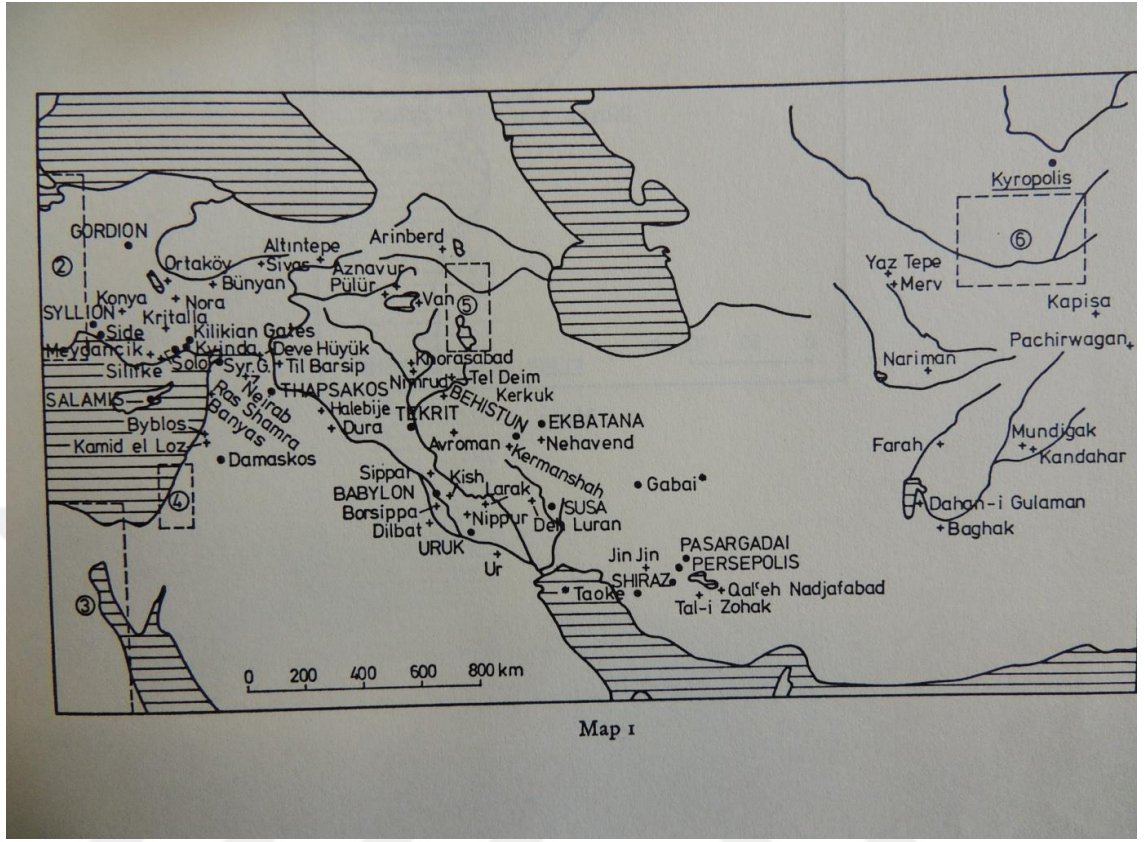 Kyropolis
GORDION
Altıntepe
Arinberd
B
⑥
②
Ortaköy
Sivas
Aznavur
Yaz Tepe
Bünyan
Pülür
Van
⑤
Merv
Konya
Nora
Kapisa
SYLLION
Kritalla
Side
Kilikian Gates
Pachirwagan
Meydancık
Kyinda
Deve Hüyük
Khorasabad
Nariman
Silifke
Soloi
Syr.G.
Til Barsip
Nimrud
Tel Deim
7
Kerkuk
SALAMIS
Neirab
THAPSAKOS
BEHISTUN
Ras Shamra
Halebije
TEKRIT
EKBATANA
Banyas
Byblos
Dura
Avroman
Nehavend
Farah
Mundigak
Kamid el Loz
Kermanshah
Kandahar
Damaskos
Sippar
Kish
Gabai
④
BABYLON
Larak
SUSA
Dahan-i Gulaman
Borsippa
Nippur
Deh Luran
Baghak
Dilbat
URUK
PASARGADAI
Ur
Jin Jin
PERSEPOLIS
SHIRAZ
③
Taoke
Qal‘eh Nadjafabad
Tal-i Zohak
0 200 400 600 800 km
Map 1